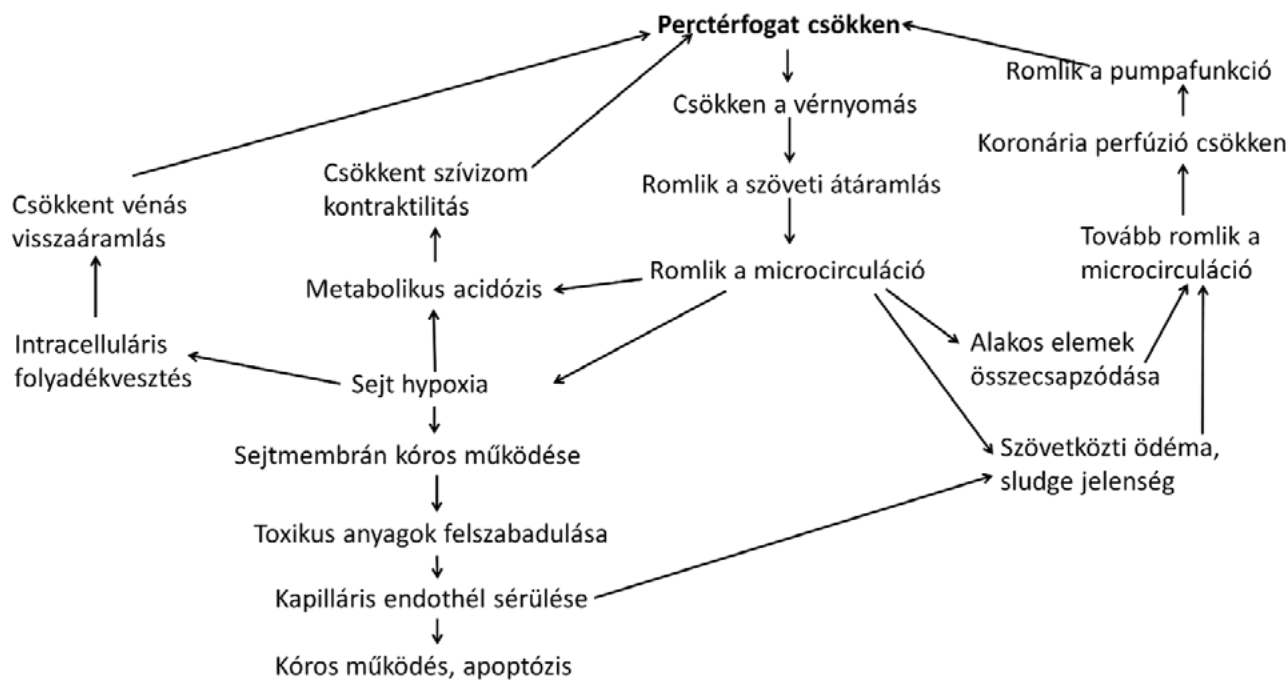 Perctérfogat csökken
Romlik a pumpafunkció
Csökken a vérnyomás
Koronária perfúzió csökken
Csökkent szívizom
kontraktilitás
Romlik a szöveti átáramlás
Csökkent vénás
visszaáramlás
Tovább romlik a
microcirculáció
Romlik a microcirculáció
Metabolikus acidózis
Intracelluláris
folyadékvesztés
Alakos elemek
összecsapzódása
Sejt hypoxia
Szövetközti ödéma,
sludge jelenség
Sejtmembrán kóros működése
Toxikus anyagok felszabadulása
Kapilláris endothél sérülése
Kóros működés, apoptózis